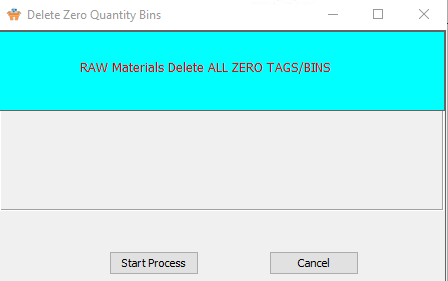 Delete Zero Quantity Bins
RAW Materials Delete ALL ZERO TAGS/BINS
Start Process
Cancel